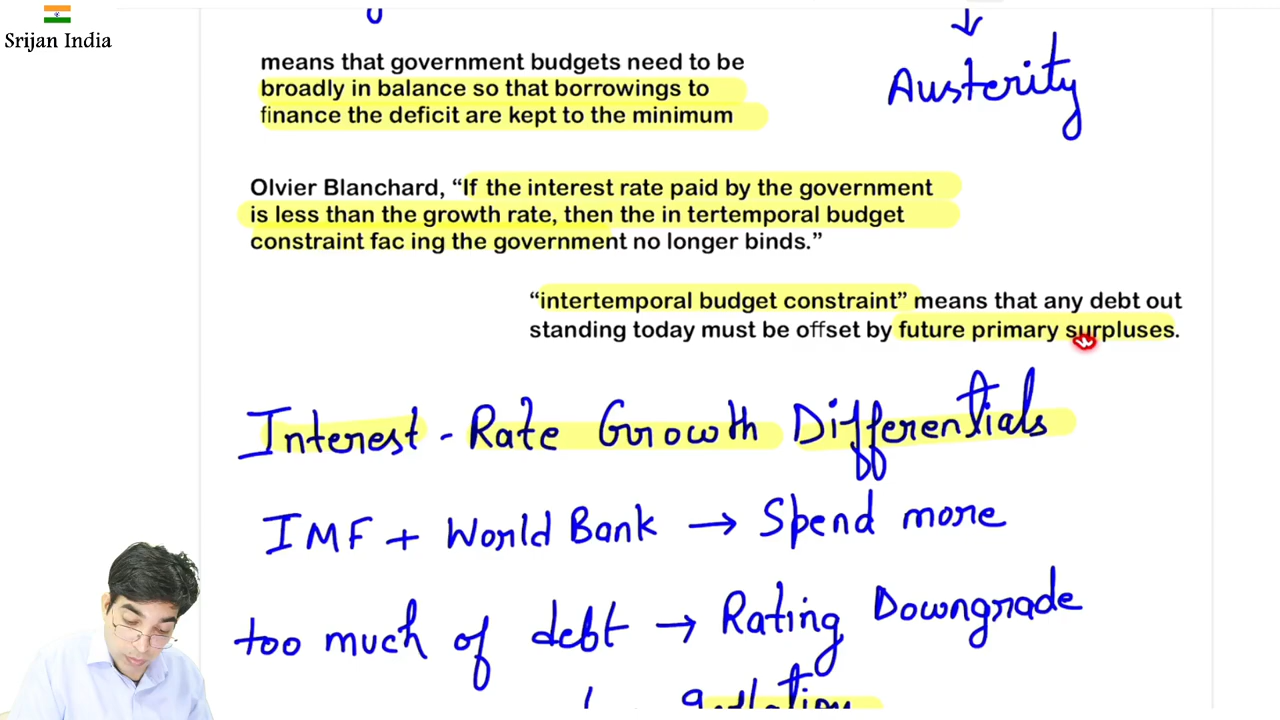 Srijan India
Austerity
means that government budgets need to be
broadly in balance so that borrowings to
finance the deficit are kept to the minimum
Olvier Blanchard, “If the interest rate paid by the government
is less than the growth rate, then the in tertemporal budget
constraint fac ing the government no longer binds.”
“intertemporal budget constraint” means that any debt out
standing today must be offset by future primary surpluses.
Interest - Rate Growth Differentials
IMF + World Bank → Spend more
too much of debt → Rating Downgrade